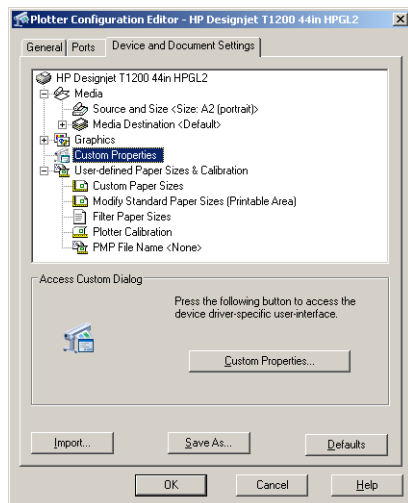 Plotter Configuration Editor - HP Designjet T1200 44in HPGL2
General Ports Device and Document Settings
HP Designjet T1200 44in HPGL2
Media
Source and Size <Size: A2 (portrait)>
Media Destination <Default>
Graphics
Custom Properties
User-defined Paper Sizes & Calibration
Custom Paper Sizes
Modify Standard Paper Sizes (Printable Area)
Filter Paper Sizes
Plotter Calibration
PMP File Name <None>
Access Custom Dialog
Press the following button to access the
device driver-specific user-interface.
Custom Properties...
Import... Save As... Defaults
OK Cancel Help